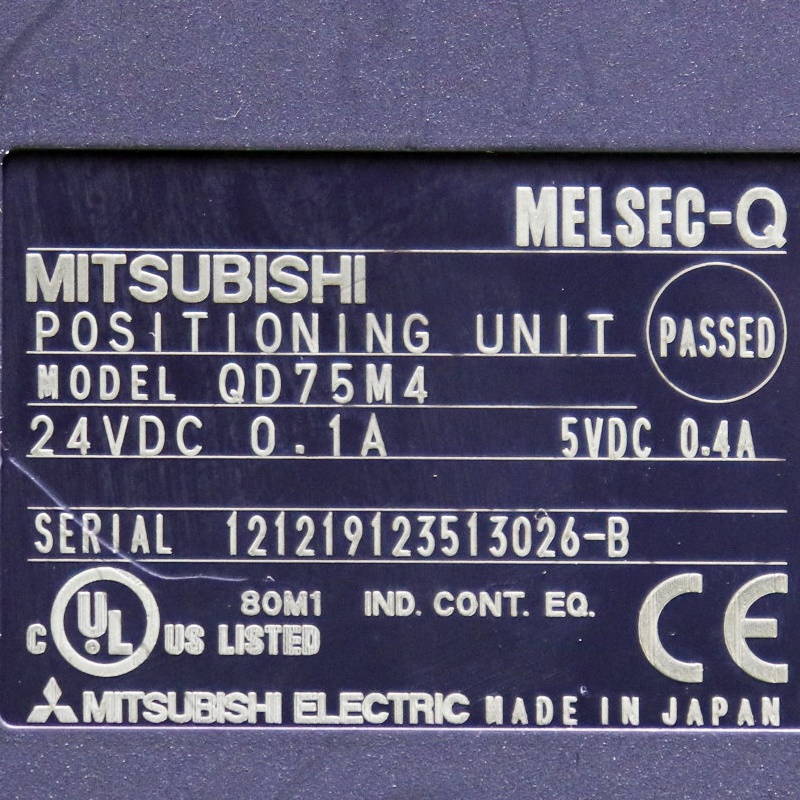 MELSEC-Q
MITSUBISHI
POSITIONING UNIT
PASSED
MODEL QD75M4
24VDC 0.1A 5VDC 0.4A
SERIAL 121219123513026-B
80M1 IND. CONT. EQ.
C UL US LISTED
CE
MITSUBISHI ELECTRIC MADE IN JAPAN